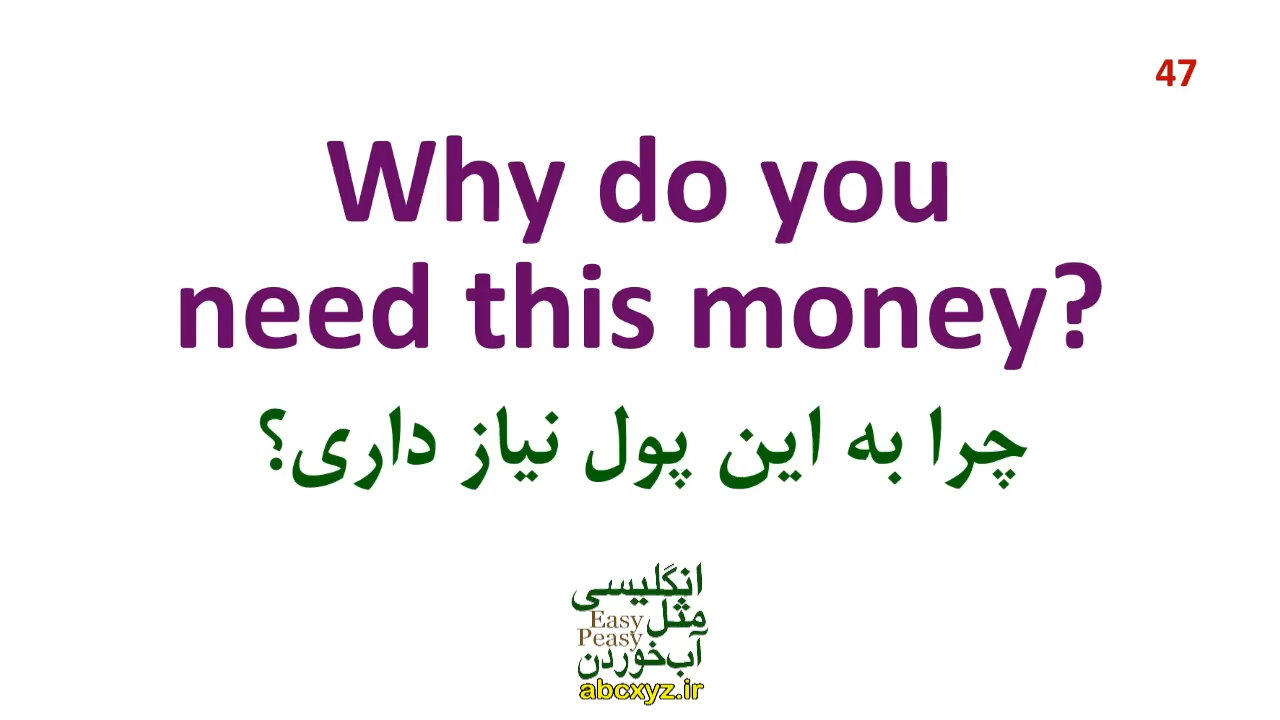 47
Why do you
need this money?
چرا به این پول نیاز داری؟
انگلیسی
مثل
Easy
Peasy
آب‌خوردن
abcxyz.ir